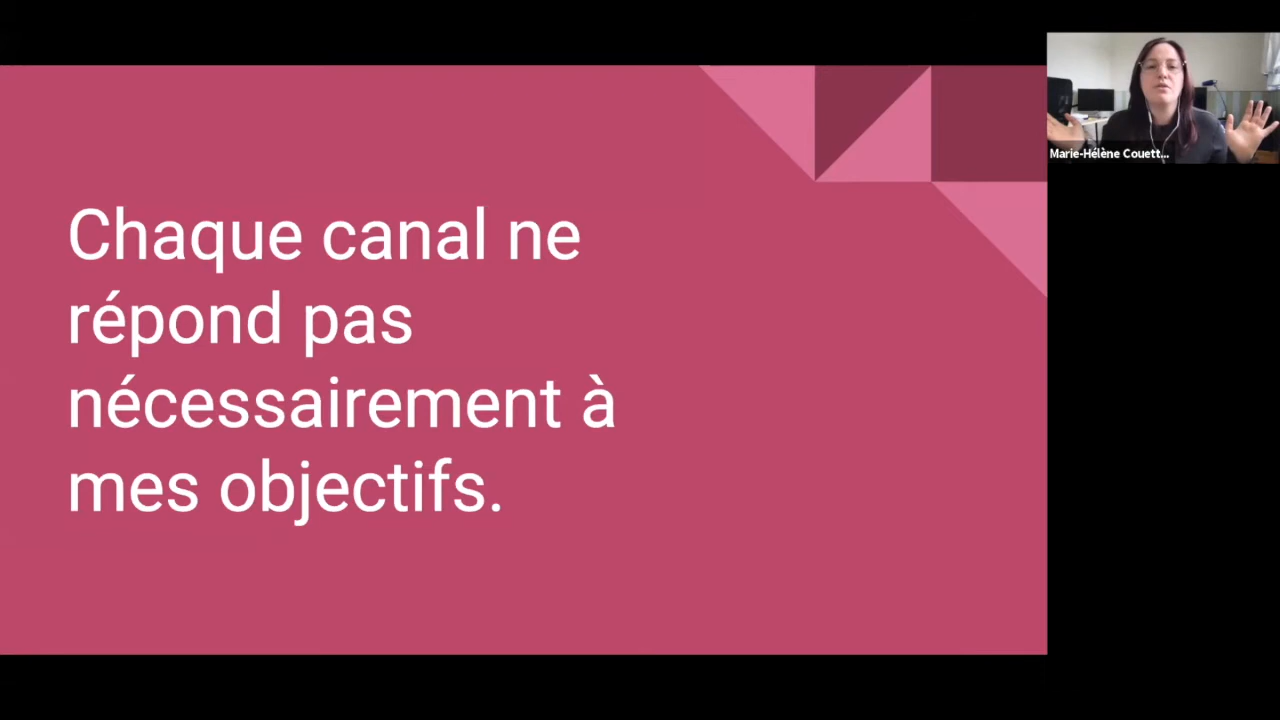 Chaque canal ne
répond pas
nécessairement à
mes objectifs.
Marie-Hélène Couett...